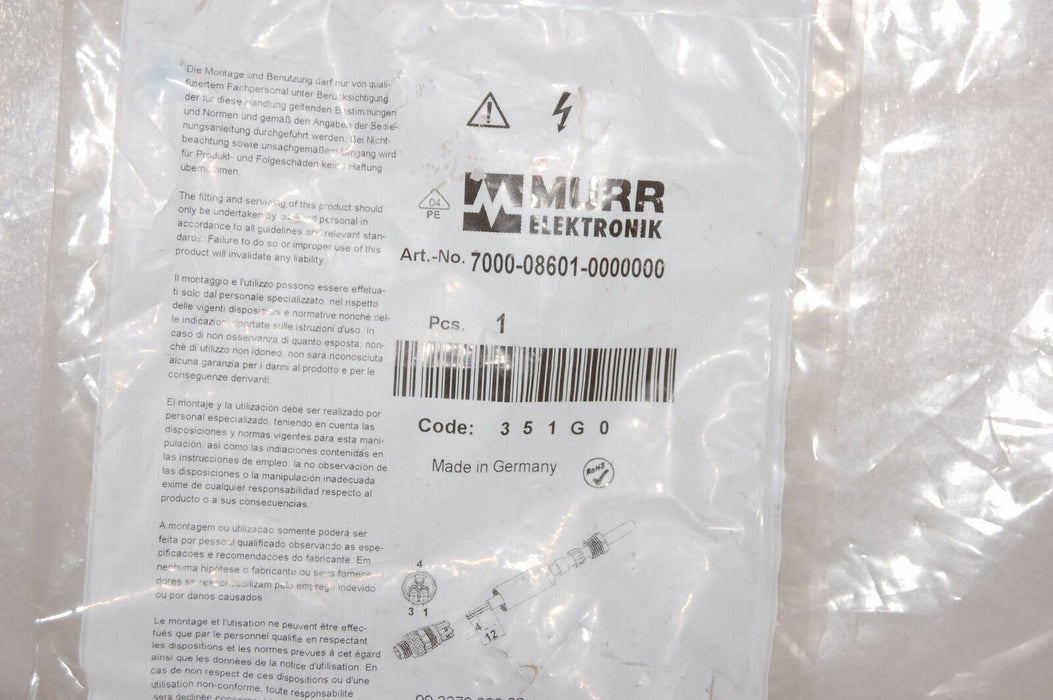 Die Montage und Benutzung darf nur von quali-
fiziertem Fachpersonal unter Berücksichtigung
der für diese Handlung geltenden Bestimmungen
und Normen und gemäß den Angaben der Bedie-
nungsanleitung durchgeführt werden. Bei Nicht-
beachtung sowie unsachgemäßem Umgang wird
für Produkt- und Folgeschäden keine Haftung
übernommen.
The fitting and servicing of this product should
only be undertaken by qualified personal in
accordance to all guidelines and relevant stan-
dards. Failure to do so or improper use of this
product will invalidate any liability.
Il montaggio e l'utilizzo possono essere effetua-
ti solo dal personale specializzato, nel rispetto
delle vigenti disposizioni e normative nonchè del-
le indicazioni riportate sulle istruzioni d'uso. In
caso di non osservanza di quanto esposta, non-
chè di utilizzo non idoneo, non sarà riconosciuta
alcuna garanzia per i danni al prodotto e per le
conseguenze derivanti.
El montaje y la utilización debe ser realizado por
personal especializado, teniendo en cuenta las
disposiciones y normas vigentes para esta mani-
pulación, asi como las indiaciones contenidas en
las instrucciones de empleo. la no observación de
las disposiciones o la manipulación inadecuada
exime de cualquier responsabilidad respecto al
producto o a sus consecuencias.
A montagem ou utilizacao somente poderá ser
feita por pessoal qualificado observando as espe-
cificacoes e recomendacoes do fabricante. Em
nenhuma hipótese o fabricante ou seus fornece-
dores se responsabilizam pelo emprego indevido
ou por danos causados.
Le montage et l'utisation ne peuvent être effec-
tués que par le personnel qualifié en respectant
les dispositions et les normes prevues à cet égard
ainsi que les données de la notice d'utilisation. En
cas de non respect de ces dispositions ou d'une
utilisation non-conforme, toute responsabilité
sera declinée
04
PE
MURR
ELEKTRONIK
Art.-No. 7000-08601-0000000
Pcs. 1
Code: 351G0
Made in Germany
RoHS
4
3 1
4
12